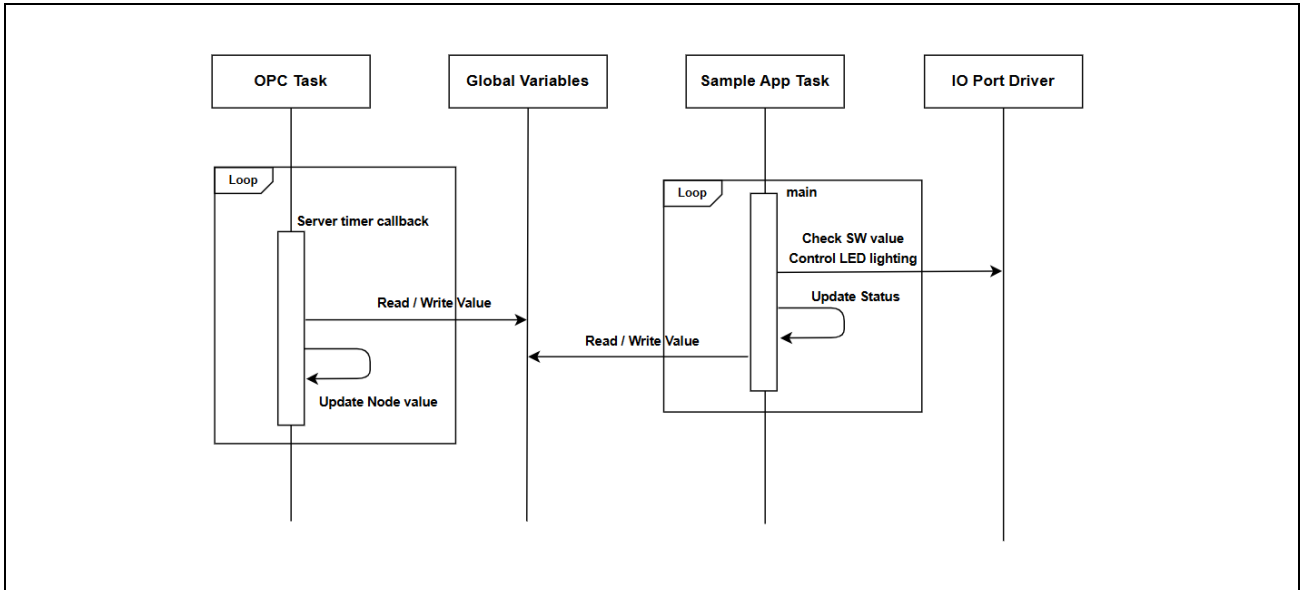 OPC Task
Global Variables
Sample App Task
IO Port Driver
Loop
Server timer callback
Read / Write Value
Update Node value
Loop
main
Check SW value
Control LED lighting
Update Status
Read / Write Value